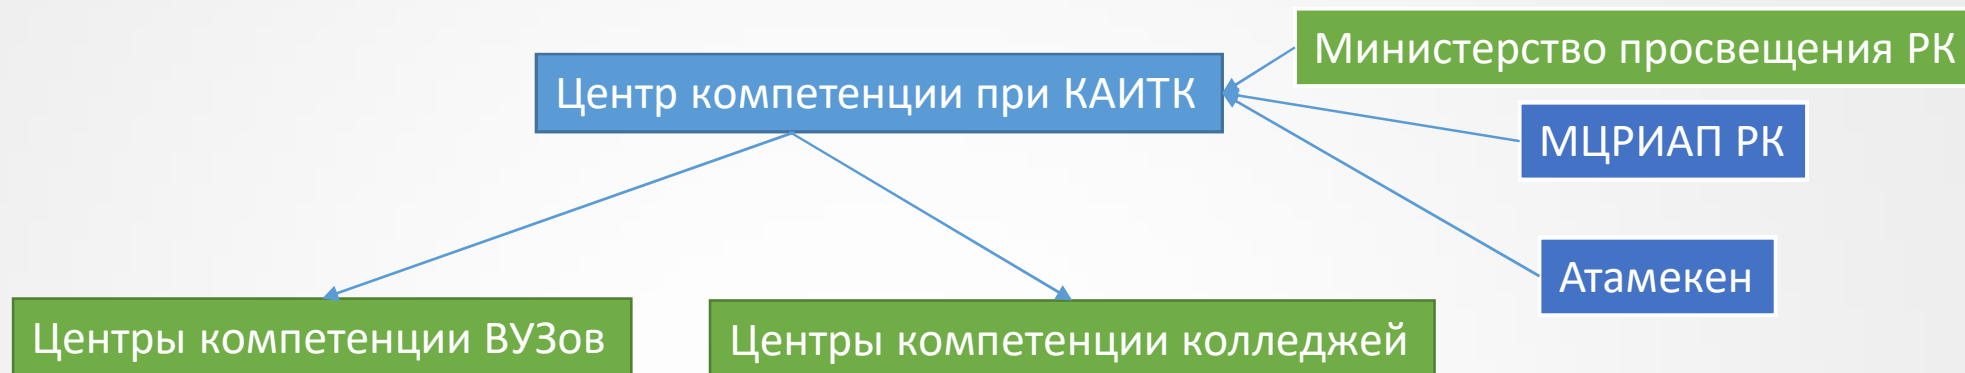 Министерство просвещения РК
Центр компетенции при КАИТК
МЦРИАП РК
Атамекен
Центры компетенции ВУЗов
Центры компетенции колледжей